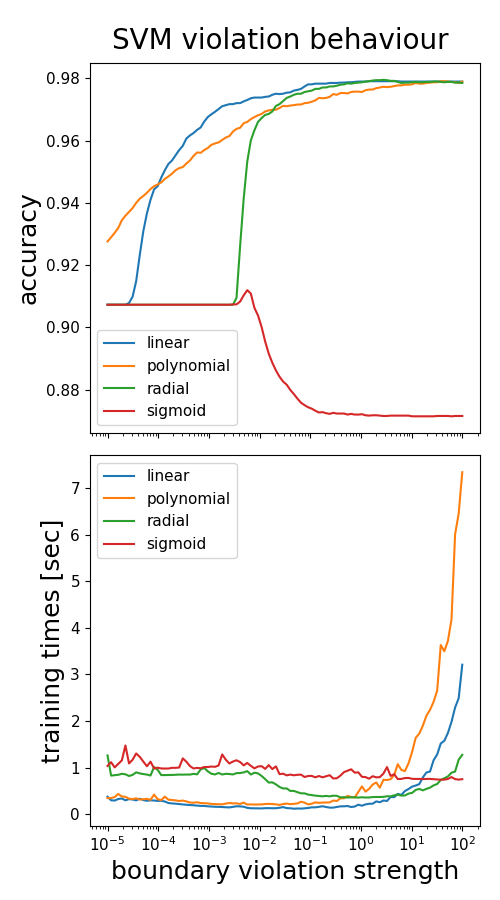 SVM violation behaviour
accuracy
0.98
0.96
0.94
0.92
0.90
0.88
linear
polynomial
radial
sigmoid
training times [sec]
7
6
5
4
3
2
1
0
linear
polynomial
radial
sigmoid
10⁻⁵ 10⁻⁴ 10⁻³ 10⁻² 10⁻¹ 10⁰ 10¹ 10²
boundary violation strength